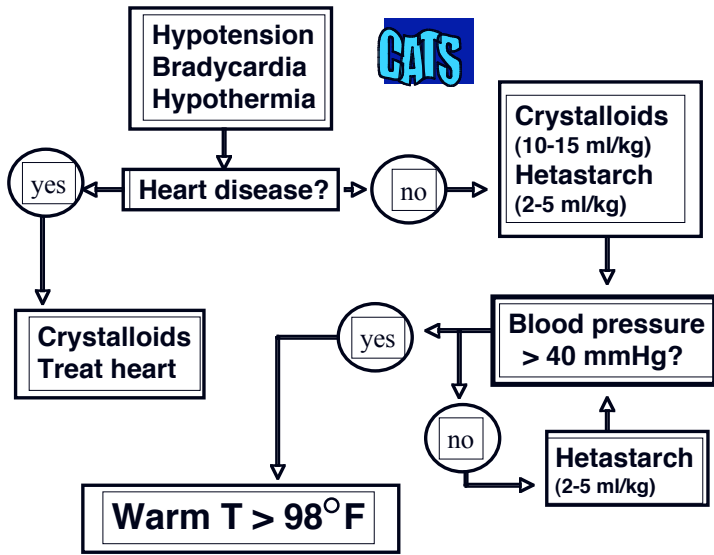 Hypotension
Bradycardia
Hypothermia
CATS
Crystalloids
(10-15 ml/kg)
Hetastarch
(2-5 ml/kg)
yes
Heart disease?
no
Crystalloids
Treat heart
yes
Blood pressure
> 40 mmHg?
no
Hetastarch
(2-5 ml/kg)
Warm T > 98°F